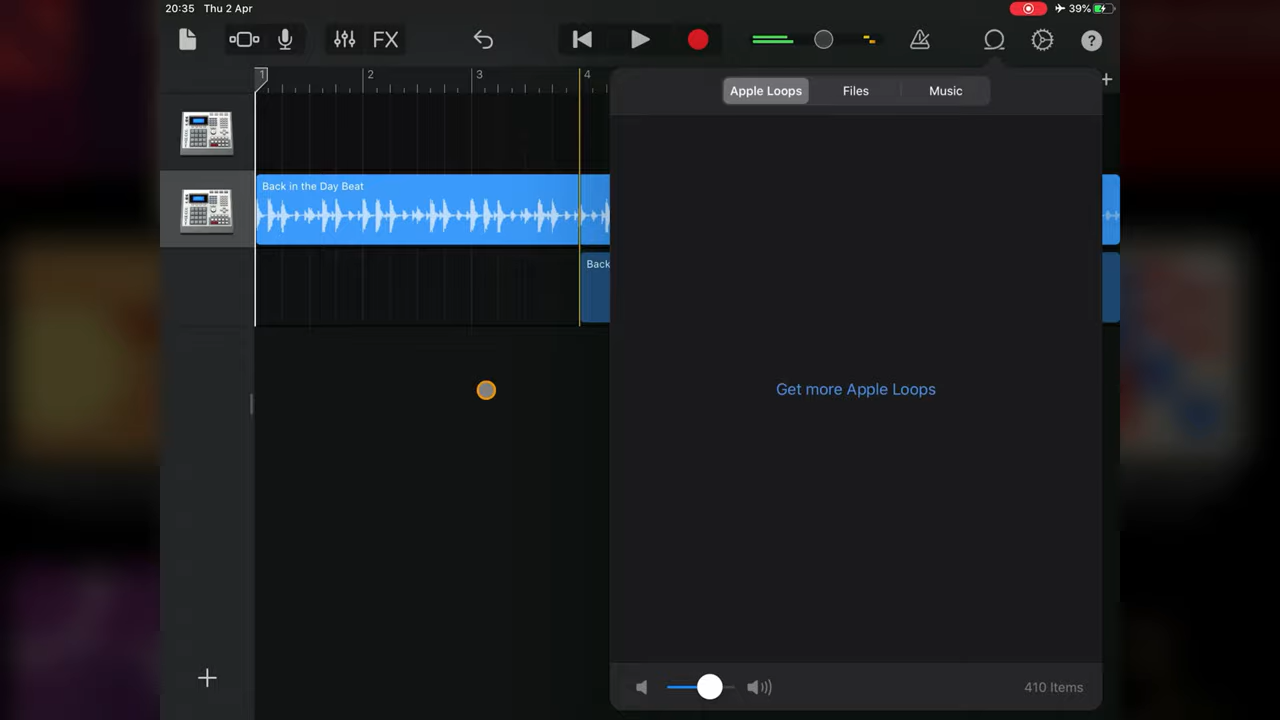 20:35 Thu 2 Apr
39%
FX
1 2 3 4
Apple Loops Files Music
Back in the Day Beat
Back
Get more Apple Loops
410 Items